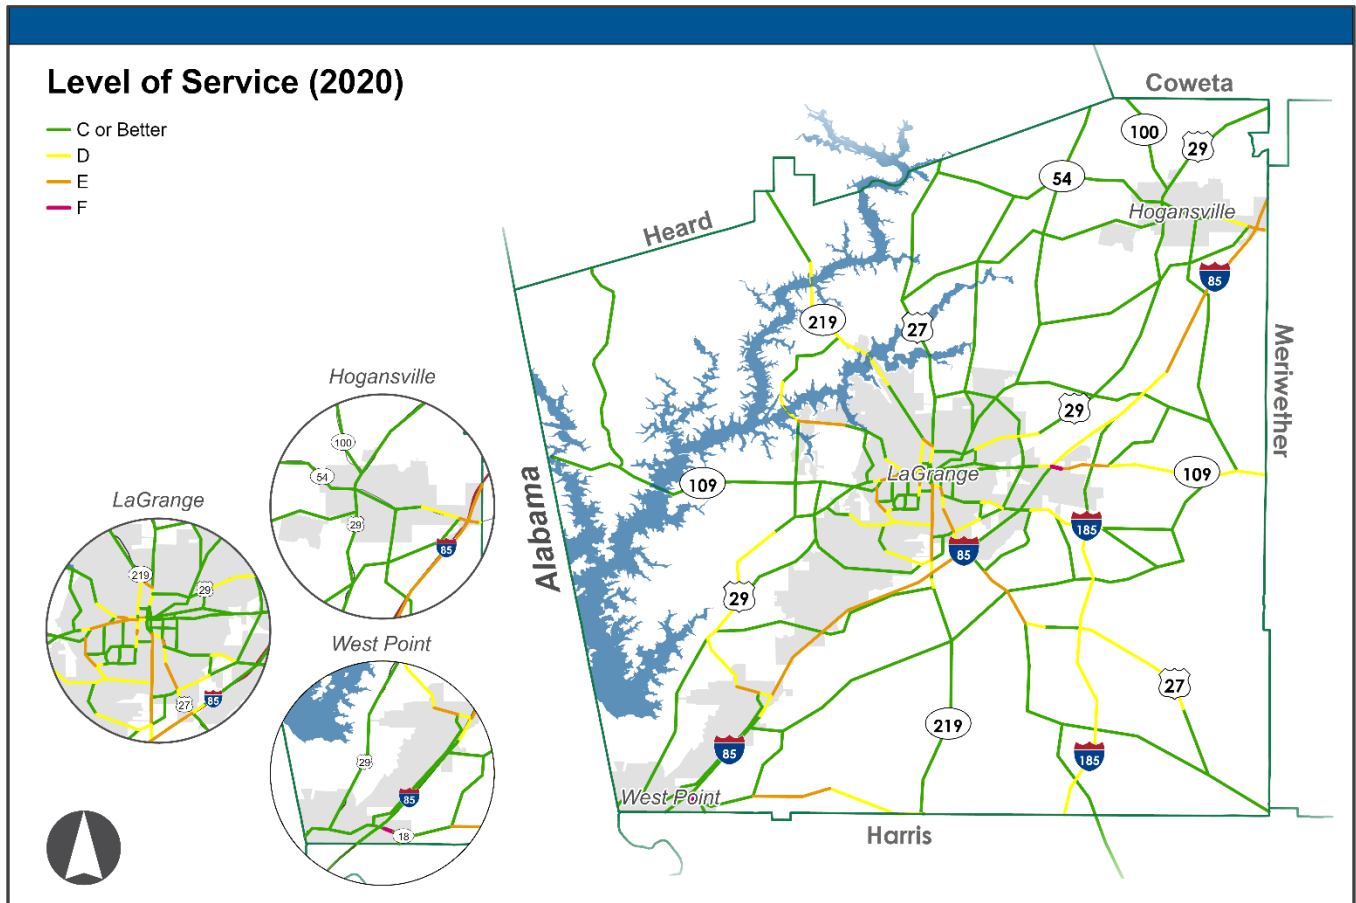 Level of Service (2020)
C or Better
D
E
F
Coweta
100
29
54
Hogansville
Heard
85
219
27
Meriwether
29
Hogansville
100
54
29
85
LaGrange
109
109
Alabama
LaGrange
219
29
27
85
185
85
29
West Point
29
85
18
27
219
85
185
West Point
Harris